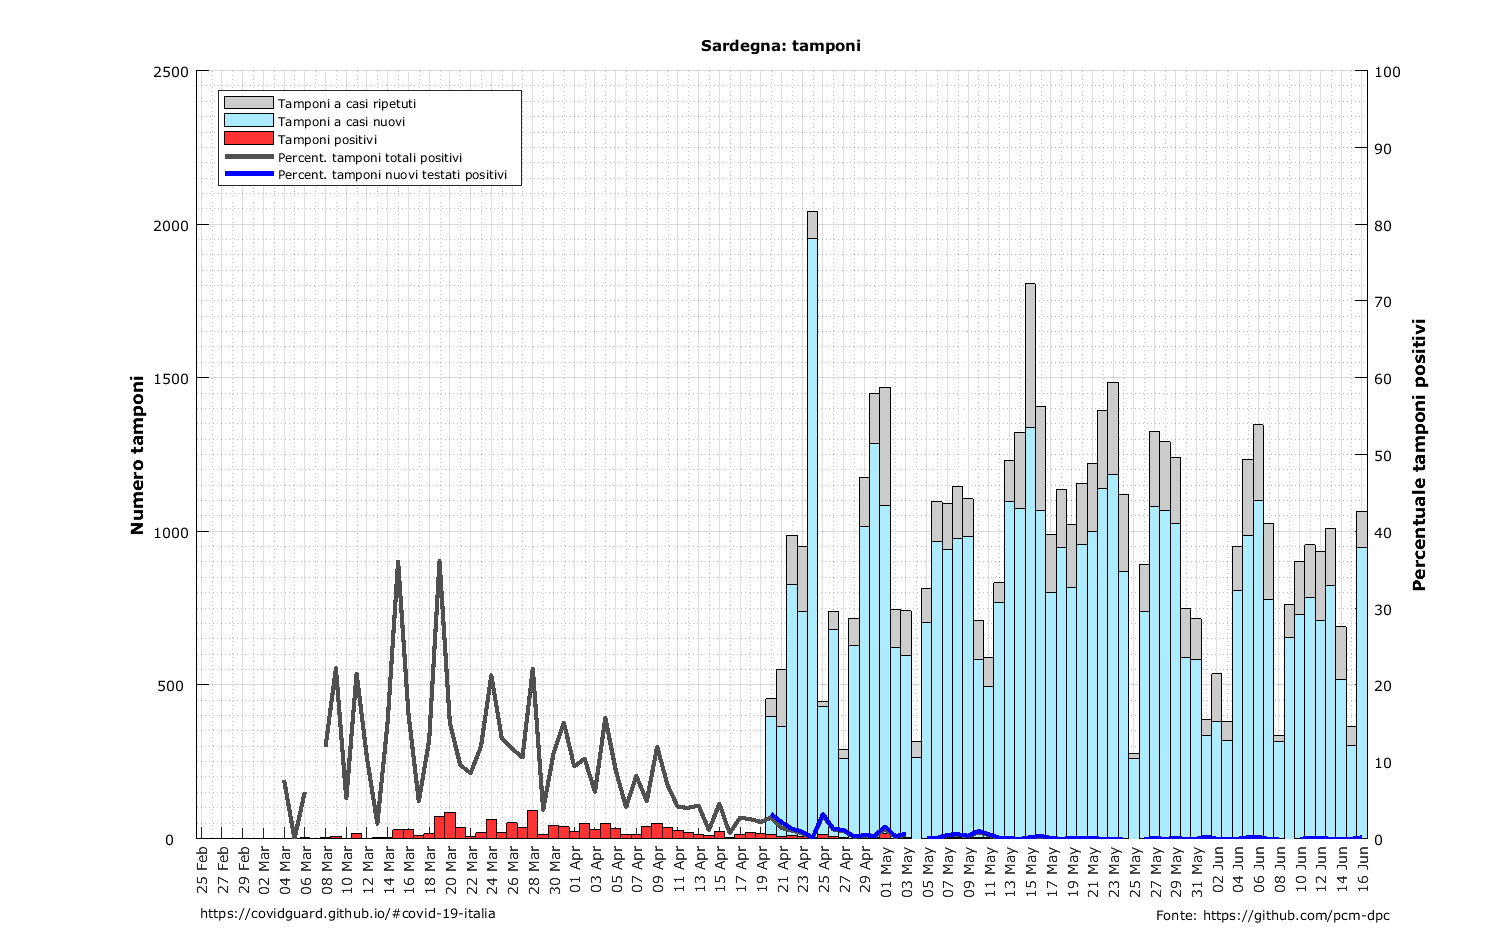 Sardegna: tamponi
2500
2000
1500
1000
500
0
Numero tamponi
Tamponi a casi ripetuti
Tamponi a casi nuovi
Tamponi positivi
Percent. tamponi totali positivi
Percent. tamponi nuovi testati positivi
100
90
80
70
60
50
40
30
20
10
0
Percentuale tamponi positivi
25 Feb
27 Feb
29 Feb
02 Mar
04 Mar
06 Mar
08 Mar
10 Mar
12 Mar
14 Mar
16 Mar
18 Mar
20 Mar
22 Mar
24 Mar
26 Mar
28 Mar
30 Mar
01 Apr
03 Apr
05 Apr
07 Apr
09 Apr
11 Apr
13 Apr
15 Apr
17 Apr
19 Apr
21 Apr
23 Apr
25 Apr
27 Apr
29 Apr
01 May
03 May
05 May
07 May
09 May
11 May
13 May
15 May
17 May
19 May
21 May
23 May
25 May
27 May
29 May
31 May
02 Jun
04 Jun
06 Jun
08 Jun
10 Jun
12 Jun
14 Jun
16 Jun
https://covidguard.github.io/#covid-19-italia
Fonte: https://github.com/pcm-dpc